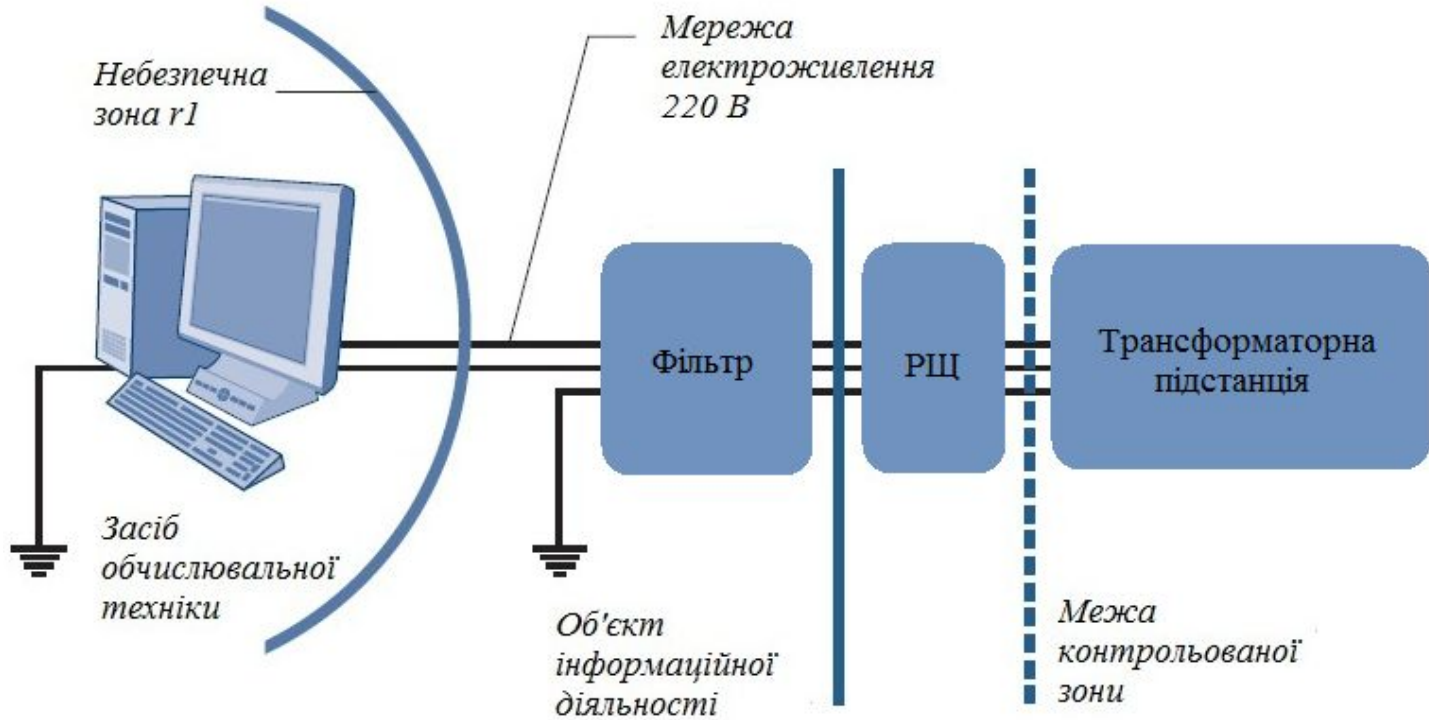 Небезпечна
зона r1
Мережа
електроживлення
220 В
Фільтр
РЩ
Трансформаторна
підстанція
Засіб
обчислювальної
техніки
Об'єкт
інформаційної
діяльності
Межа
контрольованої
зони